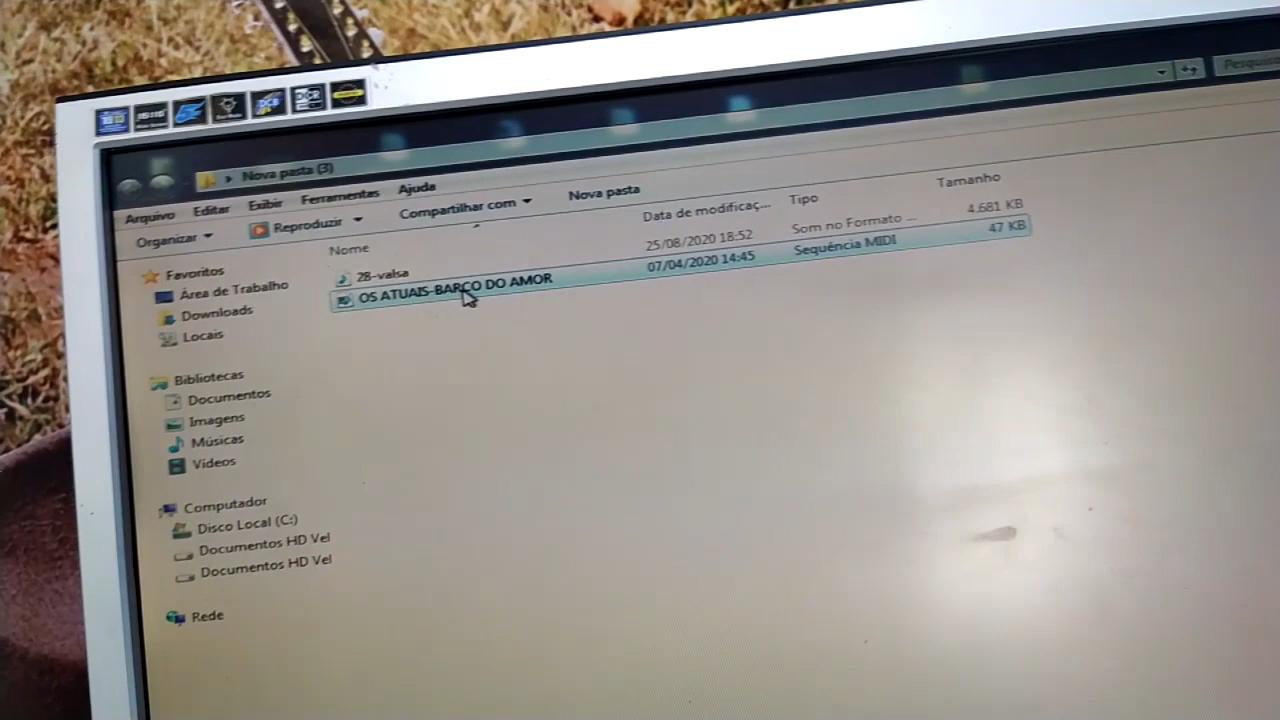 Nova pasta (3)
Arquivo Editar Exibir Ferramentas Ajuda
Organizar Reproduzir Compartilhar com Nova pasta
Nome Data de modificaç... Tipo Tamanho
28-valsa 25/08/2020 18:52 Som no Formato ... 4.681 KB
OS ATUAIS-BARCO DO AMOR 07/04/2020 14:45 Sequência MIDI 47 KB
Favoritos
Área de Trabalho
Downloads
Locais
Bibliotecas
Documentos
Imagens
Músicas
Vídeos
Computador
Disco Local (C:)
Documentos HD Vel
Documentos HD Vel
Rede